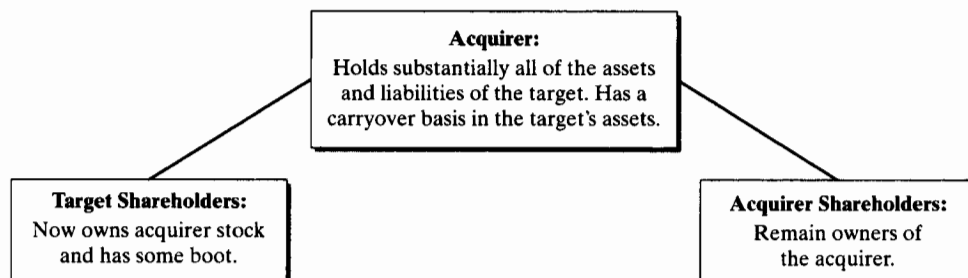 Acquirer:
Holds substantially all of the assets
and liabilities of the target. Has a
carryover basis in the target's assets.
Target Shareholders:
Now owns acquirer stock
and has some boot.
Acquirer Shareholders:
Remain owners of
the acquirer.